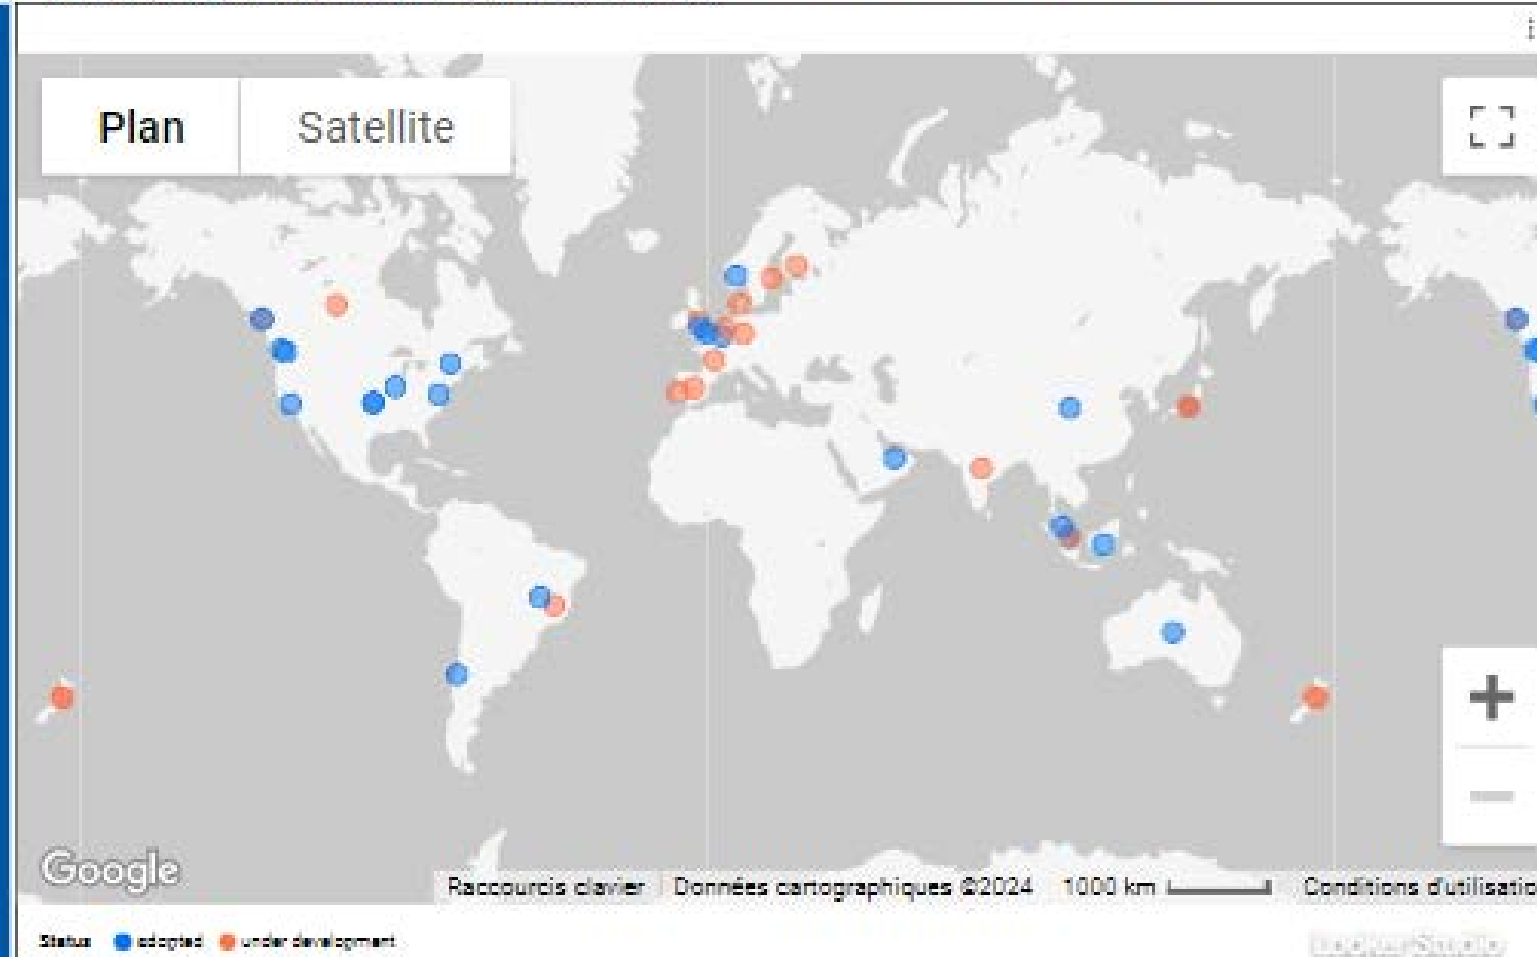 Plan
Satellite
Google
Raccourcis clavier
Données cartographiques ©2024
1000 km
Conditions d'utilisatio
Status
adopted
under development